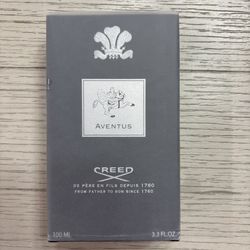 AVENTUS
CREED
DE PÈRE EN FILS DEPUIS 1760
FROM FATHER TO SON SINCE 1760
100 ML
3.3 FL.OZ.